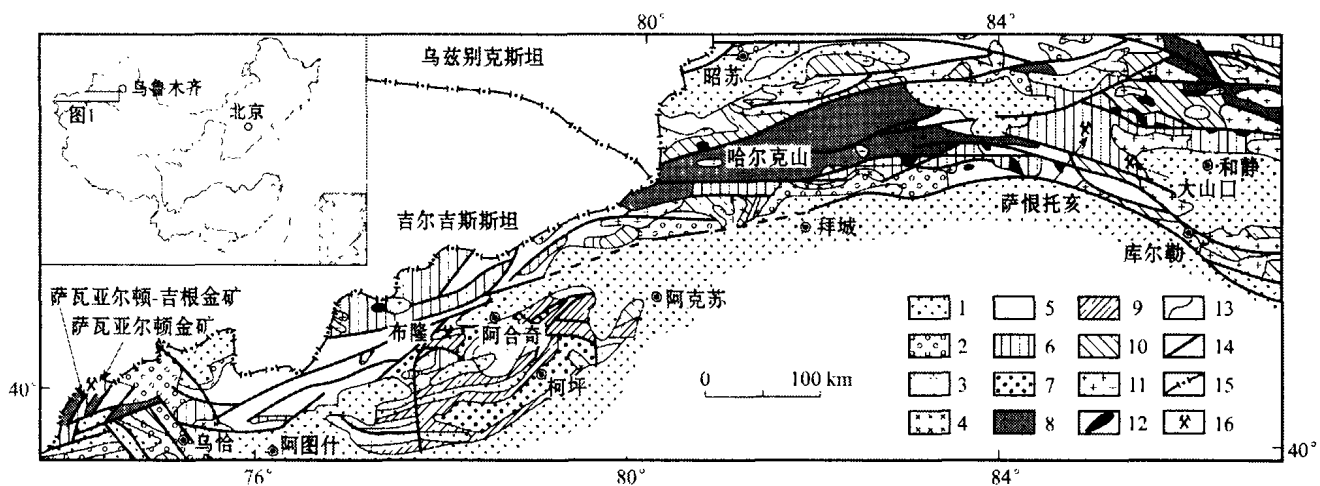 80°
84°
乌兹别克斯坦
昭苏
乌鲁木齐
北京
图1
哈尔克山
和静
大山口
萨恨托亥
吉尔吉斯斯坦
拜城
库尔勒
萨瓦亚尔顿-吉根金矿
阿克苏
萨瓦亚尔顿金矿
布隆
阿合奇
柯坪
40°
0 100 km
乌恰
阿图什
1 5 9 13
2 6 10 14
3 7 11 15
4 8 12 16
40°
76°
80°
84°